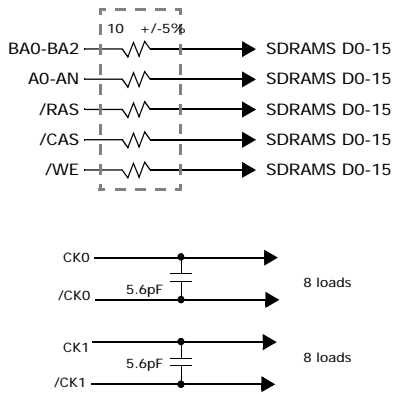 10 +/-5%
BA0-BA2 SDRAMS D0-15
A0-AN SDRAMS D0-15
/RAS SDRAMS D0-15
/CAS SDRAMS D0-15
/WE SDRAMS D0-15
CK0
5.6pF
8 loads
/CK0
CK1
5.6pF
8 loads
/CK1